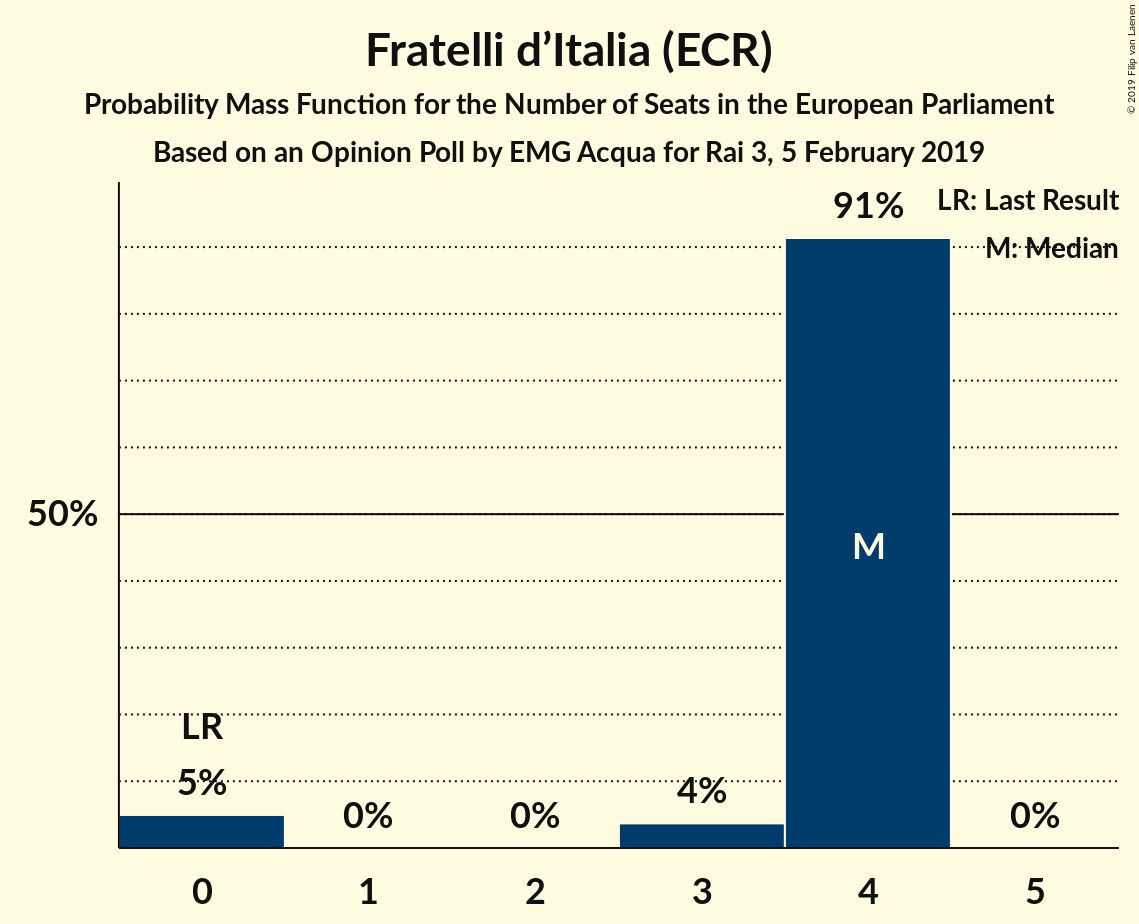 Fratelli d’Italia (ECR)
Probability Mass Function for the Number of Seats in the European Parliament
Based on an Opinion Poll by EMG Acqua for Rai 3, 5 February 2019
© 2019 Filip van Laenen
LR: Last Result
M: Median
91%
50%
M
LR
5%
0%
0%
4%
0%
0 1 2 3 4 5